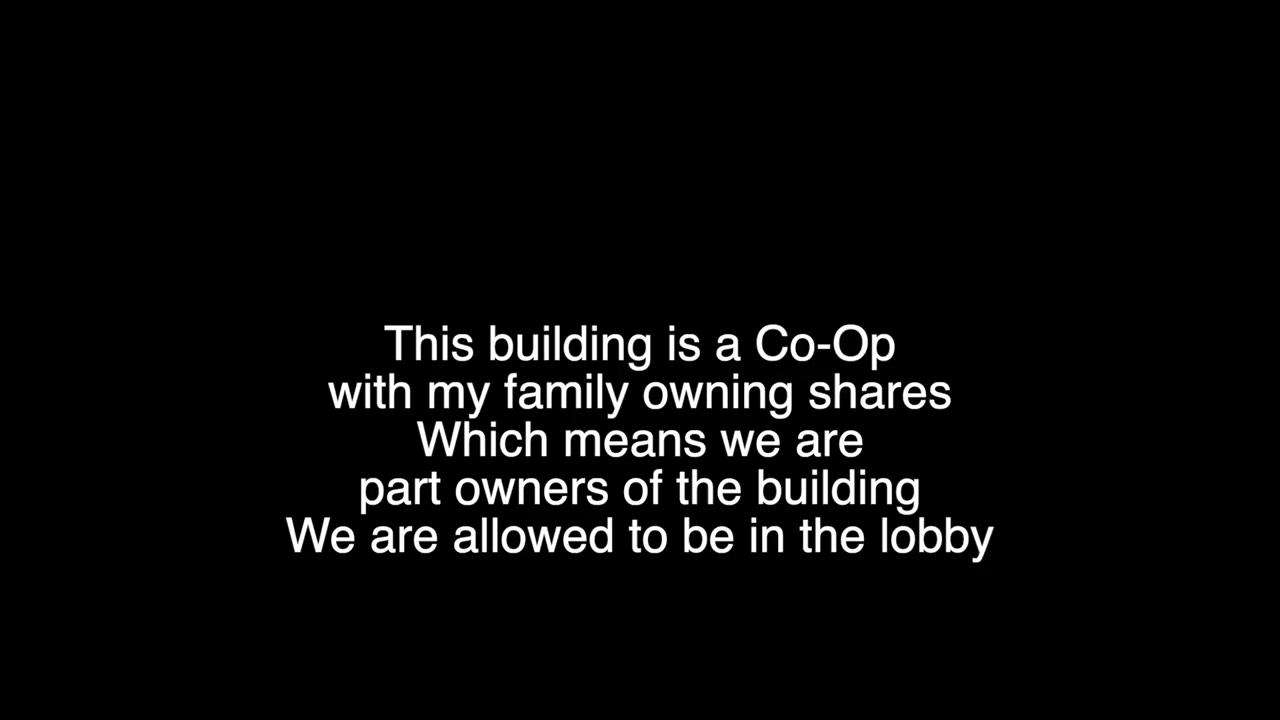 This building is a Co-Op
with my family owning shares
Which means we are
part owners of the building
We are allowed to be in the lobby